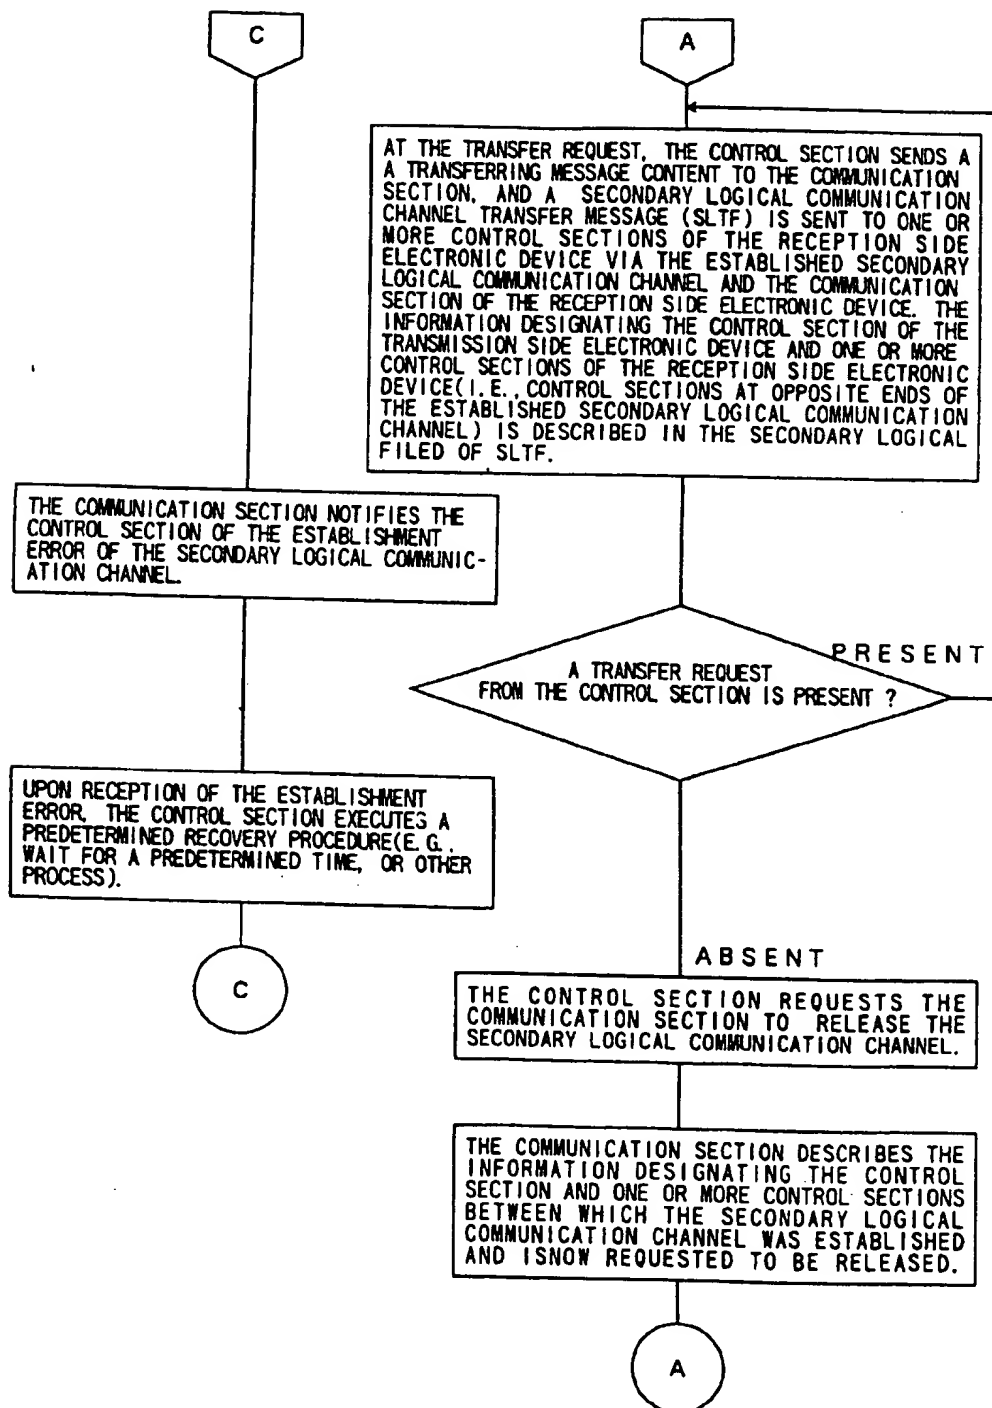 C
THE COMMUNICATION SECTION NOTIFIES THE
CONTROL SECTION OF THE ESTABLISHMENT
ERROR OF THE SECONDARY LOGICAL COMMUNIC-
ATION CHANNEL.
UPON RECEPTION OF THE ESTABLISHMENT
ERROR, THE CONTROL SECTION EXECUTES A
PREDETERMINED RECOVERY PROCEDURE(E.G.,
WAIT FOR A PREDETERMINED TIME, OR OTHER
PROCESS).
C
A
AT THE TRANSFER REQUEST, THE CONTROL SECTION SENDS A
A TRANSFERRING MESSAGE CONTENT TO THE COMMUNICATION
SECTION, AND A SECONDARY LOGICAL COMMUNICATION
CHANNEL TRANSFER MESSAGE (SLTF) IS SENT TO ONE OR
MORE CONTROL SECTIONS OF THE RECEPTION SIDE
ELECTRONIC DEVICE VIA THE ESTABLISHED SECONDARY
LOGICAL COMMUNICATION CHANNEL AND THE COMMUNICATION
SECTION OF THE RECEPTION SIDE ELECTRONIC DEVICE. THE
INFORMATION DESIGNATING THE CONTROL SECTION OF THE
TRANSMISSION SIDE ELECTRONIC DEVICE AND ONE OR MORE
CONTROL SECTIONS OF THE RECEPTION SIDE ELECTRONIC
DEVICE(I.E., CONTROL SECTIONS AT OPPOSITE ENDS OF
THE ESTABLISHED SECONDARY LOGICAL COMMUNICATION
CHANNEL) IS DESCRIBED IN THE SECONDARY LOGICAL
FILED OF SLTF.
A TRANSFER REQUEST
FROM THE CONTROL SECTION IS PRESENT ?
PRESENT
ABSENT
THE CONTROL SECTION REQUESTS THE
COMMUNICATION SECTION TO RELEASE THE
SECONDARY LOGICAL COMMUNICATION CHANNEL.
THE COMMUNICATION SECTION DESCRIBES THE
INFORMATION DESIGNATING THE CONTROL
SECTION AND ONE OR MORE CONTROL SECTIONS
BETWEEN WHICH THE SECONDARY LOGICAL
COMMUNICATION CHANNEL WAS ESTABLISHED
AND ISNOW REQUESTED TO BE RELEASED.
A